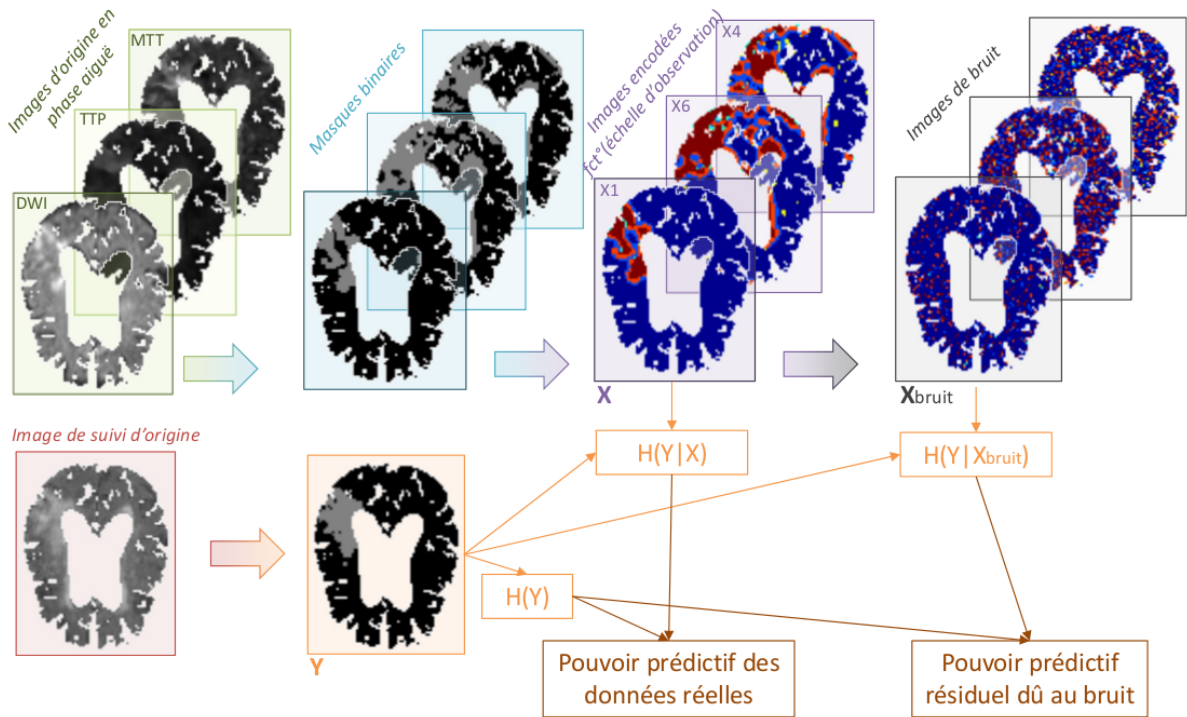 Images d'origine en
phase aiguë
MTT
TTP
DWI
Masques binaires
Images encodées
fct°(échelle d'observation)
X4
X6
X1
Images de bruit
X
Xbruit
Image de suivi d'origine
H(Y|X)
H(Y|Xbruit)
H(Y)
Y
Pouvoir prédictif des
données réelles
Pouvoir prédictif
résiduel dû au bruit